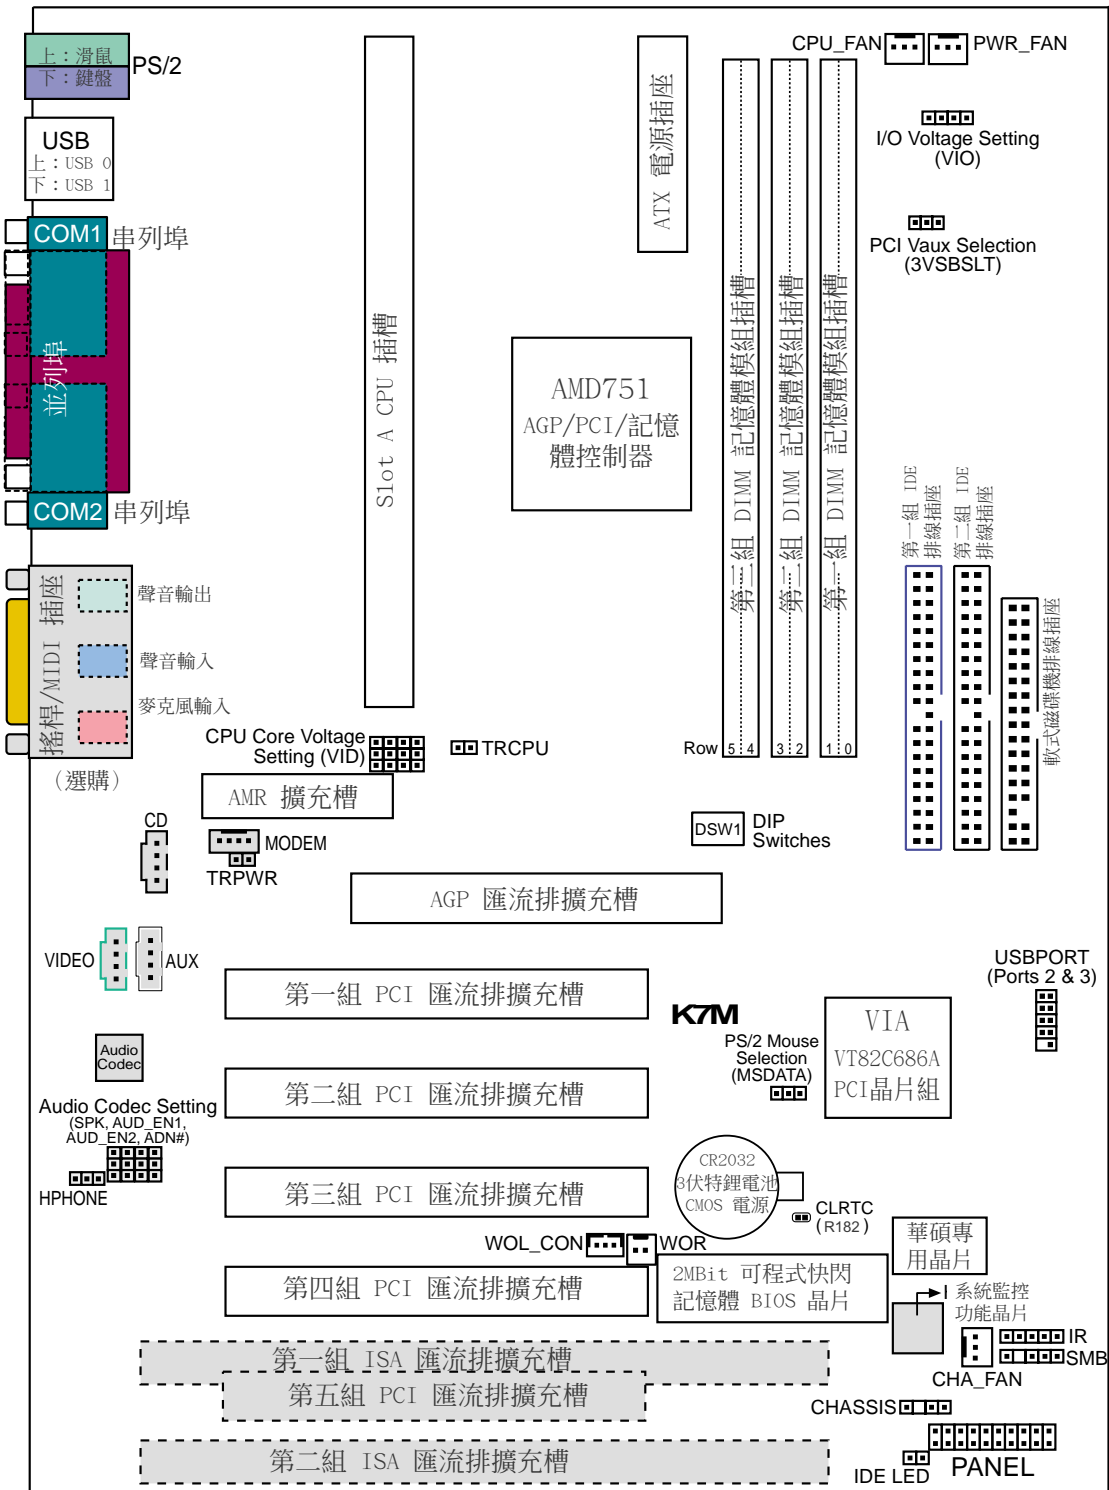 上：滑鼠
下：鍵盤
PS/2
USB
上：USB 0
下：USB 1
COM1
串列埠
並列埠
COM2
串列埠
搖桿/MIDI 插座
聲音輸出
聲音輸入
麥克風輸入
（選購）
Slot A CPU 插槽
ATX 電源插座
CPU_FAN
PWR_FAN
I/O Voltage Setting
(VIO)
PCI Vaux Selection
(3VSBSLT)
第三組 DIMM 記憶體模組插槽
第二組 DIMM 記憶體模組插槽
第一組 DIMM 記憶體模組插槽
AMD751
AGP/PCI/記憶
體控制器
第一組 IDE
排線插座
第二組 IDE
排線插座
軟式磁碟機排線插座
CPU Core Voltage
Setting (VID)
TRCPU
Row
5 4
3 2
1 0
AMR 擴充槽
CD
MODEM
TRPWR
DSW1
DIP
Switches
AGP 匯流排擴充槽
VIDEO
AUX
USBPORT
(Ports 2 & 3)
第一組 PCI 匯流排擴充槽
K7M
PS/2 Mouse
Selection
(MSDATA)
VIA
VT82C686A
PCI晶片組
Audio
Codec
第二組 PCI 匯流排擴充槽
Audio Codec Setting
(SPK, AUD_EN1,
AUD_EN2, ADN#)
HPHONE
第三組 PCI 匯流排擴充槽
CR2032
3伏特鋰電池
CMOS 電源
CLRTC
(R182)
WOL_CON
WOR
華碩專
用晶片
第四組 PCI 匯流排擴充槽
2MBit 可程式快閃
記憶體 BIOS 晶片
系統監控
功能晶片
IR
SMB
CHA_FAN
第一組 ISA 匯流排擴充槽
第五組 PCI 匯流排擴充槽
CHASSIS
第二組 ISA 匯流排擴充槽
IDE LED
PANEL